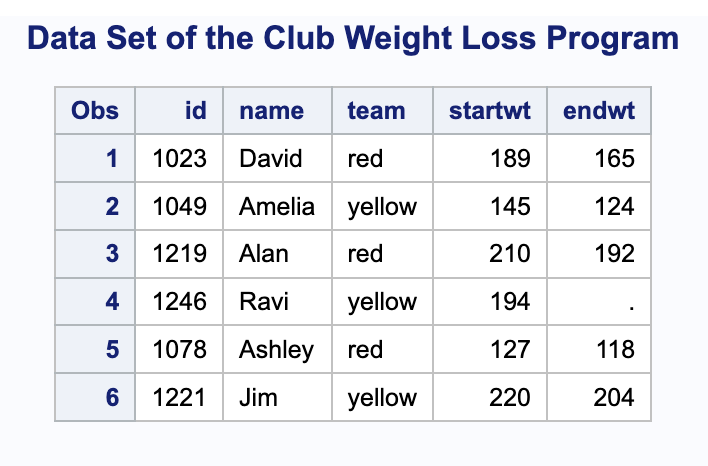 Data Set of the Club Weight Loss Program
Obs id name team startwt endwt
1 1023 David red 189 165
2 1049 Amelia yellow 145 124
3 1219 Alan red 210 192
4 1246 Ravi yellow 194 .
5 1078 Ashley red 127 118
6 1221 Jim yellow 220 204